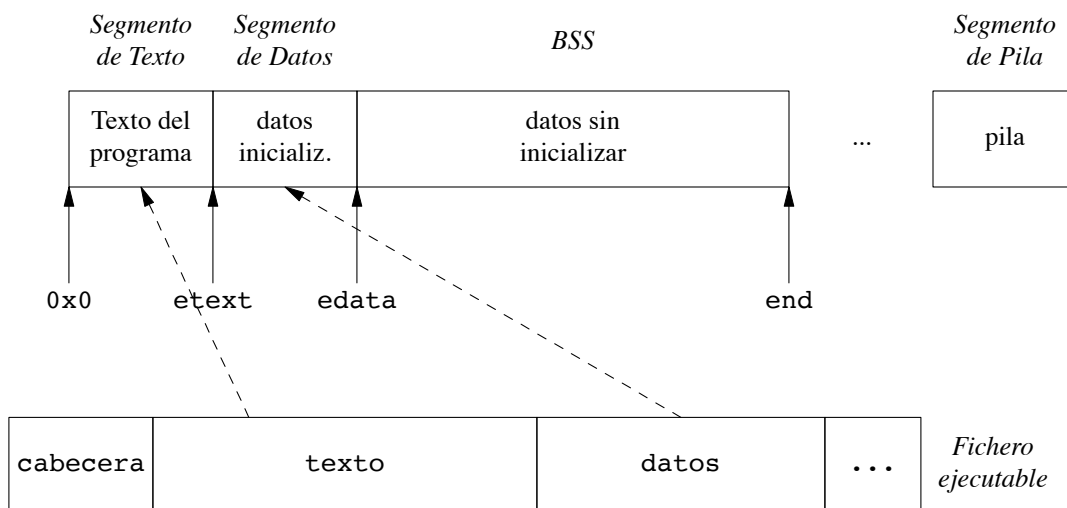 Segmento
de Texto
Segmento
de Datos
BSS
Segmento
de Pila
Texto del
programa
datos
inicializ.
datos sin
inicializar
...
pila
0x0
etext
edata
end
cabecera
texto
datos
...
Fichero
ejecutable